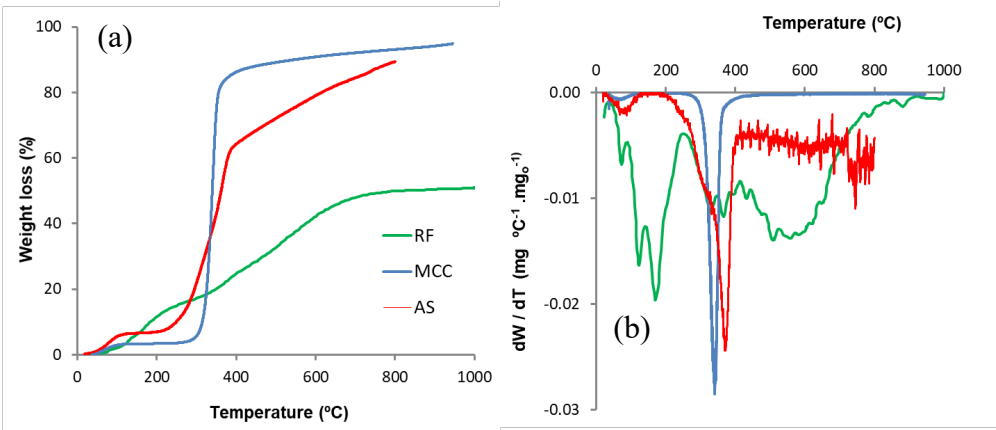 (a)
Weight loss (%)
100
80
60
40
20
0
RF
MCC
AS
0 200 400 600 800 1000
Temperature (ºC)
Temperature (ºC)
0 200 400 600 800 1000
0.00
-0.01
-0.02
-0.03
dW / dT (mg ºC⁻¹ .mgₒ⁻¹)
(b)